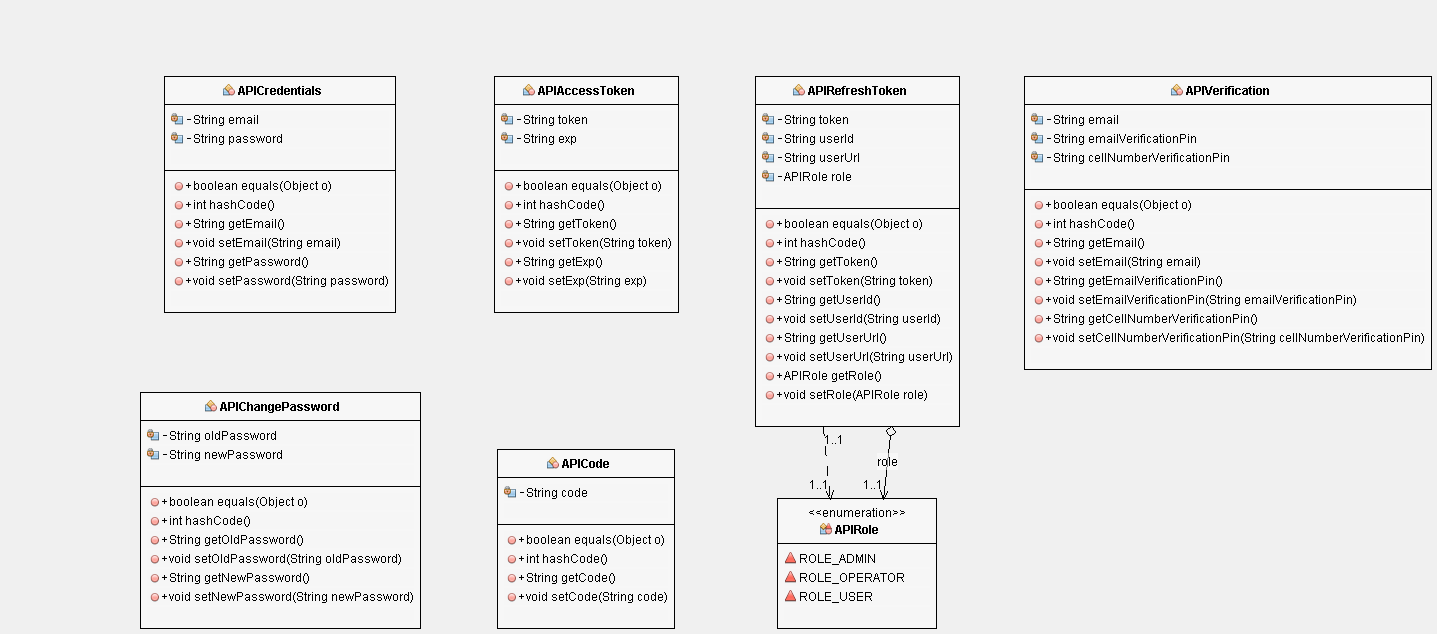 APICredentials
- String email
- String password
+ boolean equals(Object o)
+ int hashCode()
+ String getEmail()
+ void setEmail(String email)
+ String getPassword()
+ void setPassword(String password)
APIAccessToken
- String token
- String exp
+ boolean equals(Object o)
+ int hashCode()
+ String getToken()
+ void setToken(String token)
+ String getExp()
+ void setExp(String exp)
APIRefreshToken
- String token
- String userId
- String userUrl
- APIRole role
+ boolean equals(Object o)
+ int hashCode()
+ String getToken()
+ void setToken(String token)
+ String getUserId()
+ void setUserId(String userId)
+ String getUserUrl()
+ void setUserUrl(String userUrl)
+ APIRole getRole()
+ void setRole(APIRole role)
APIVerification
- String email
- String emailVerificationPin
- String cellNumberVerificationPin
+ boolean equals(Object o)
+ int hashCode()
+ String getEmail()
+ void setEmail(String email)
+ String getEmailVerificationPin()
+ void setEmailVerificationPin(String emailVerificationPin)
+ String getCellNumberVerificationPin()
+ void setCellNumberVerificationPin(String cellNumberVerificationPin)
APIChangePassword
- String oldPassword
- String newPassword
+ boolean equals(Object o)
+ int hashCode()
+ String getOldPassword()
+ void setOldPassword(String oldPassword)
+ String getNewPassword()
+ void setNewPassword(String newPassword)
APICode
- String code
+ boolean equals(Object o)
+ int hashCode()
+ String getCode()
+ void setCode(String code)
1..1
role
1..1
1..1
<<enumeration>>
APIRole
ROLE_ADMIN
ROLE_OPERATOR
ROLE_USER